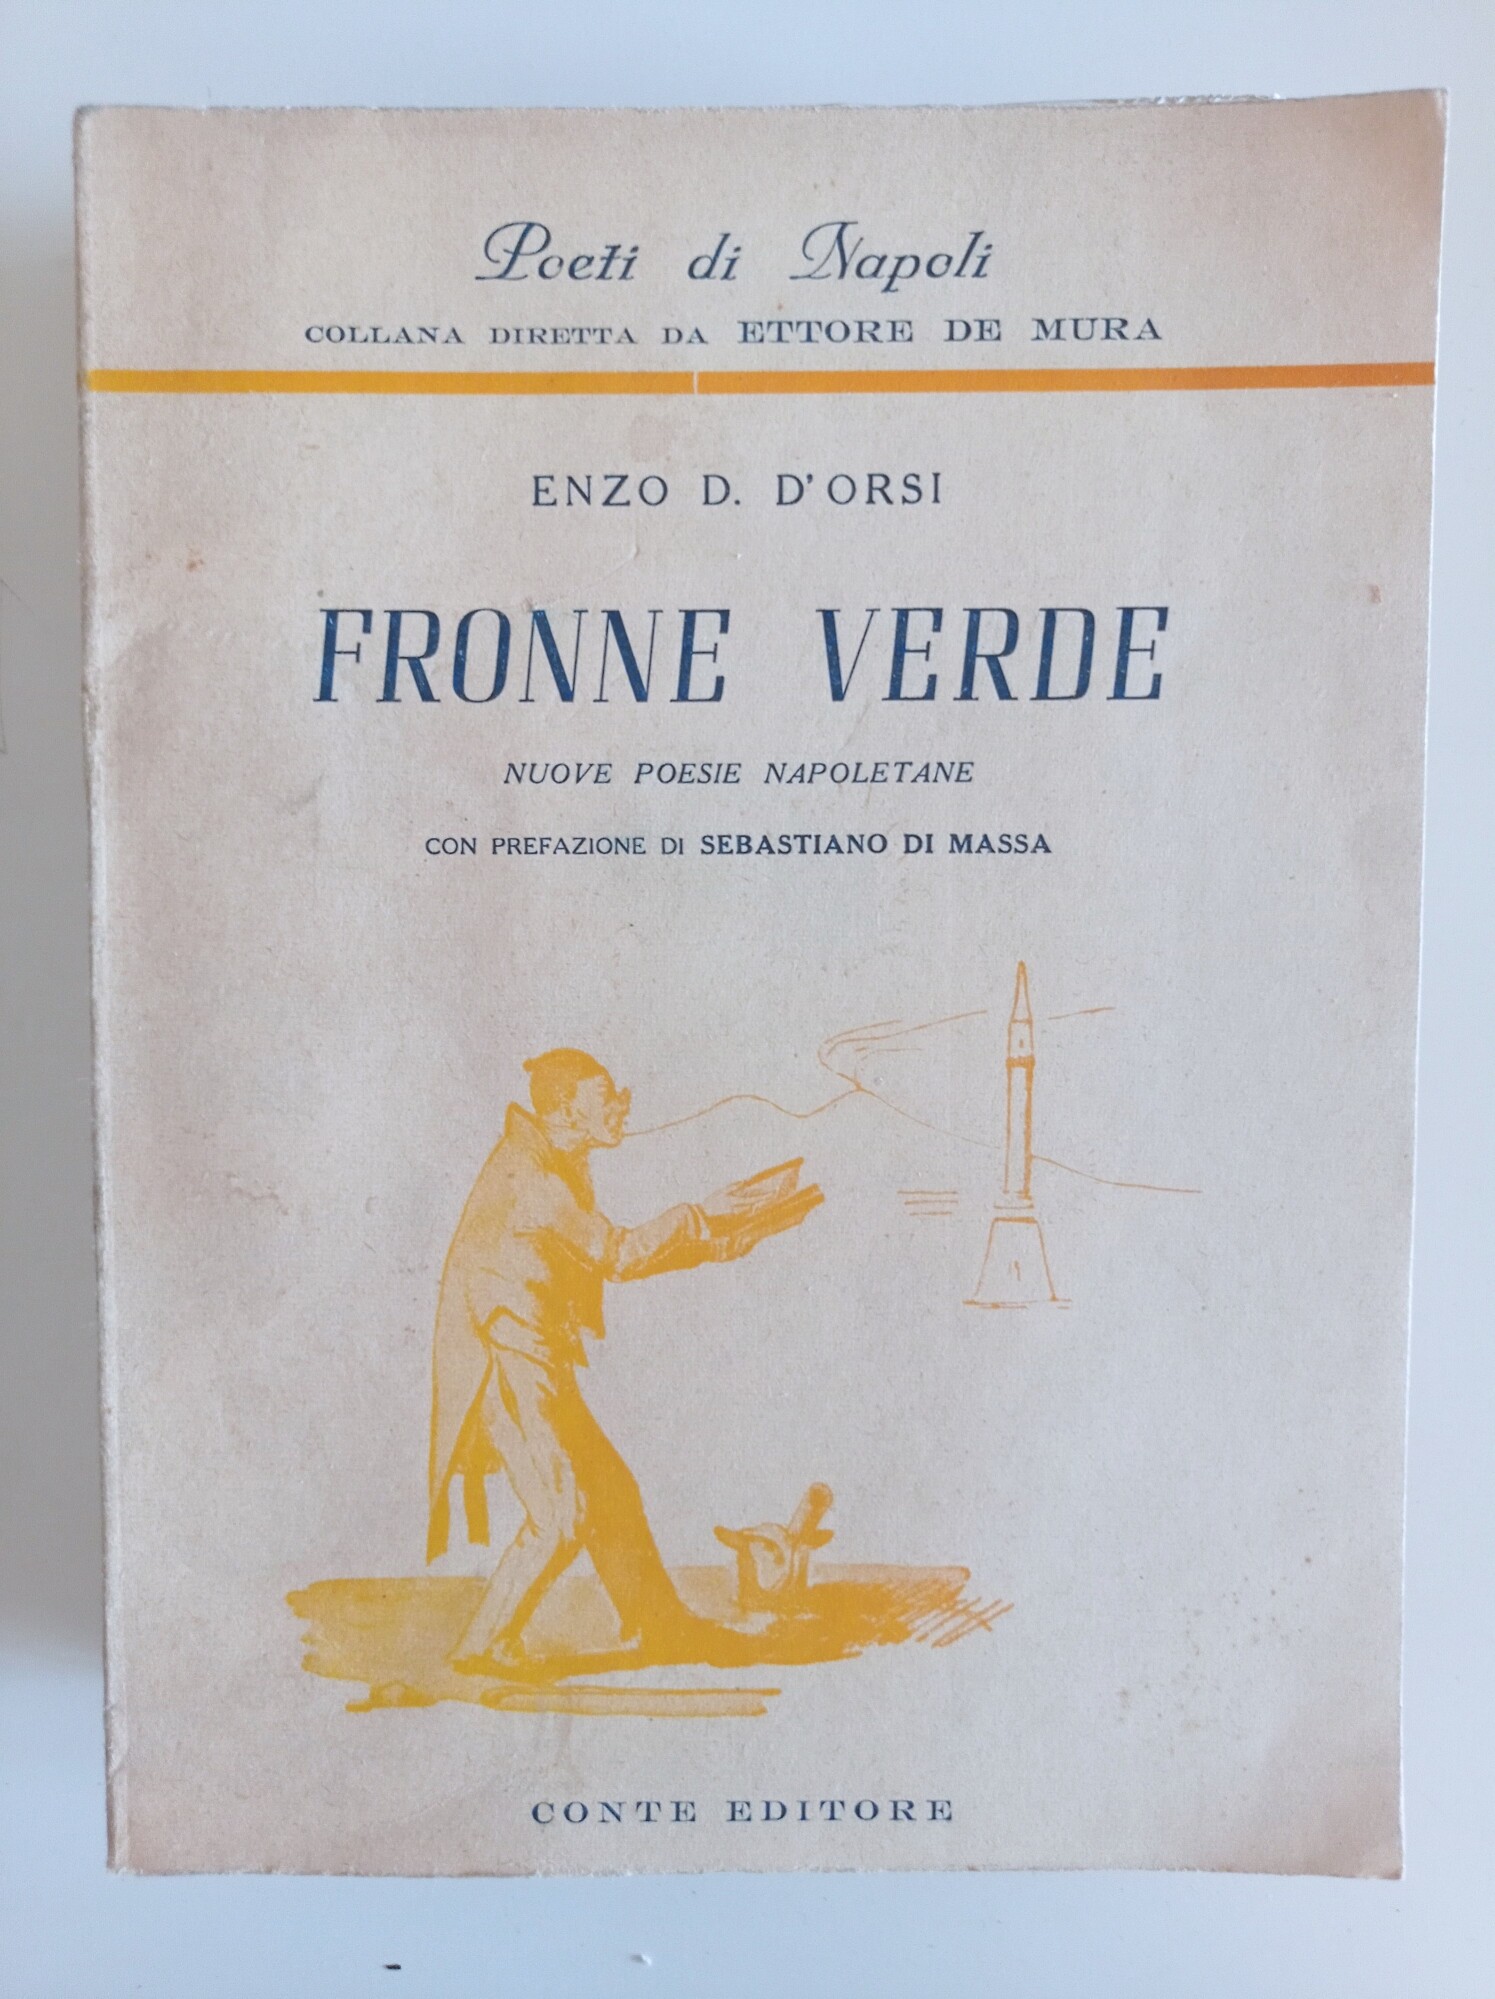 Poeti di Napoli
COLLANA DIRETTA DA ETTORE DE MURA
ENZO D. D'ORSI
FRONNE VERDE
NUOVE POESIE NAPOLETANE
CON PREFAZIONE DI SEBASTIANO DI MASSA
CONTE EDITORE